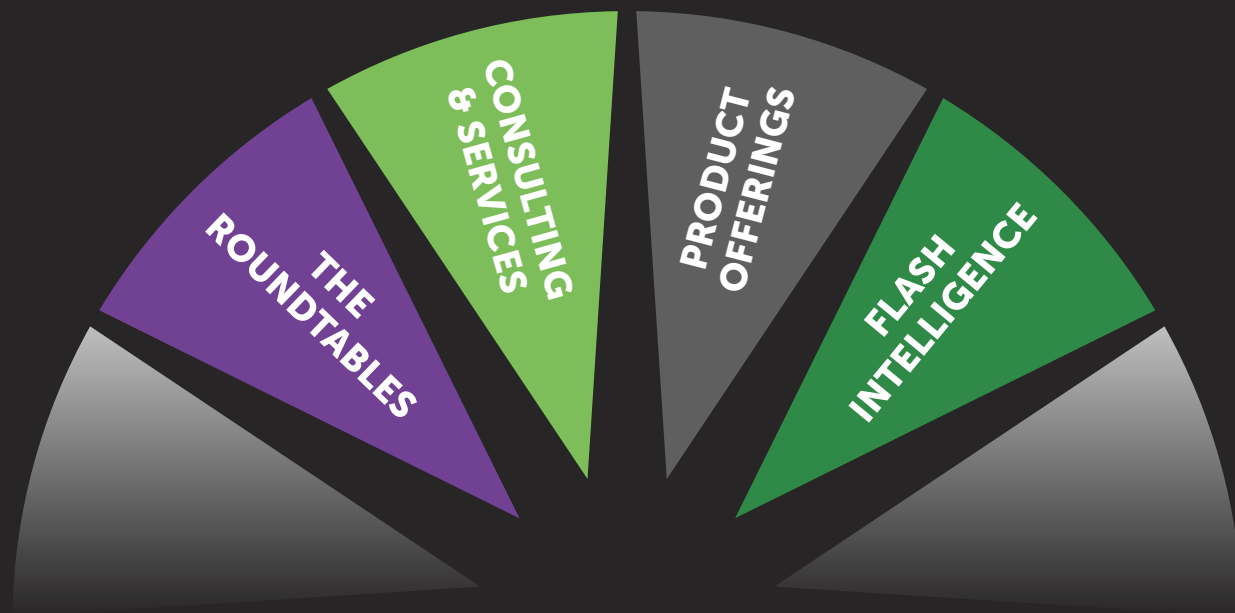 THE
ROUNDTABLES
CONSULTING
& SERVICES
PRODUCT
OFFERINGS
FLASH
INTELLIGENCE